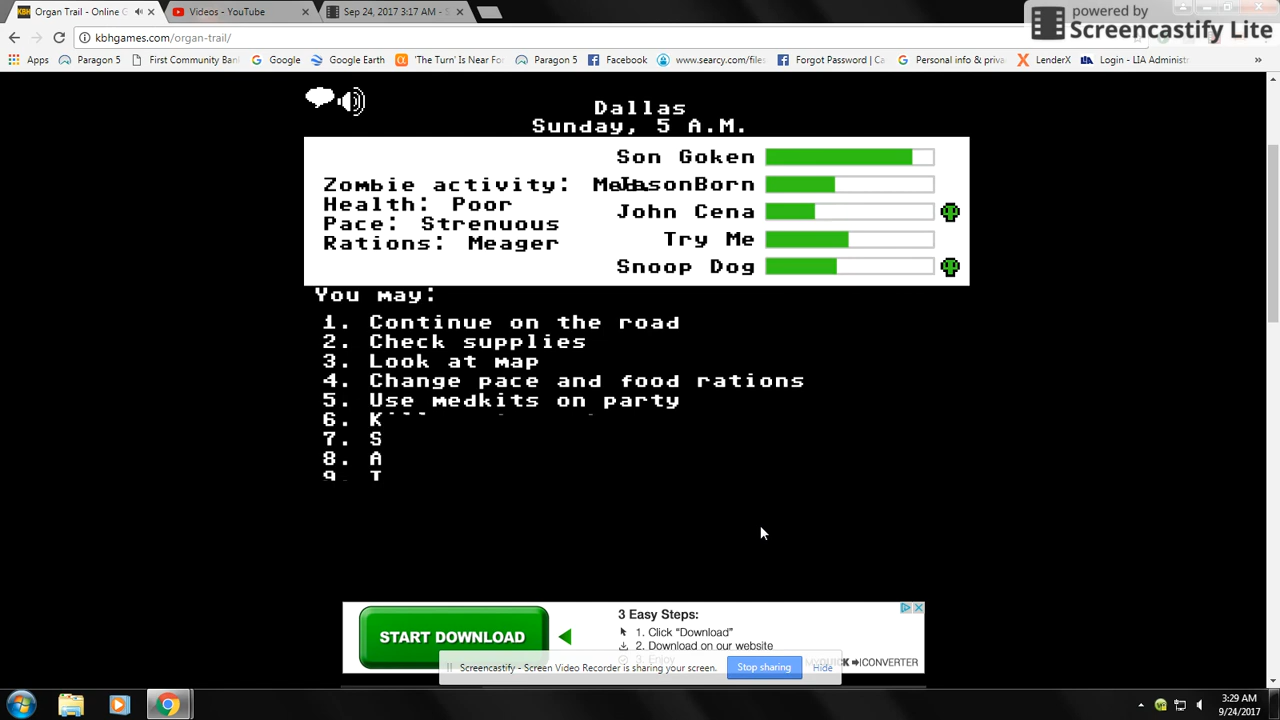 Organ Trail - Online G
Videos - YouTube
Sep 24, 2017 3:17 AM - S
powered by
Screencastify Lite
kbhgames.com/organ-trail/
Apps
Paragon 5
First Community Ban
Google
Google Earth
'The Turn' Is Near Fo
Paragon 5
Facebook
www.searcy.com/files
Forgot Password | Ca
Personal info & priva
LenderX
Login - LIA Administr
»
Dallas
Sunday, 5 A.M.
Son Goken
Zombie activity:
JasonBorn
Health: Poor
John Cena
Pace: Strenuous
Try Me
Rations: Meager
Snoop Dog
You may:
1. Continue on the road
2. Check supplies
3. Look at map
4. Change pace and food rations
5. Use medkits on party
6. K
7. S
8. A
9. T
START DOWNLOAD
3 Easy Steps:
1. Click "Download"
2. Download on our website
CONVERTER
Screencastify - Screen Video Recorder is sharing your screen.
Stop sharing
Hide
3:29 AM
9/24/2017